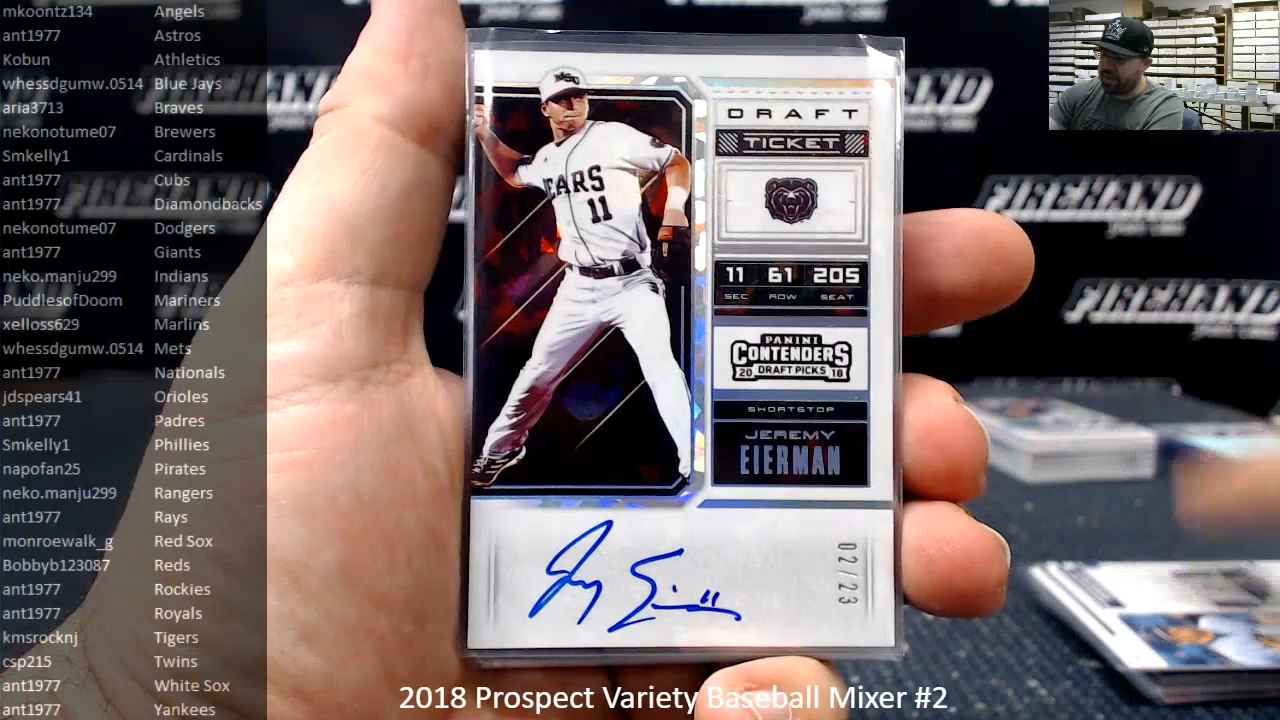 mkoontz134 Angels
ant1977 Astros
Kobun Athletics
whessdgumw.0514 Blue Jays
aria3713 Braves
nekonotume07 Brewers
Smkelly1 Cardinals
ant1977 Cubs
ant1977 Diamondbacks
nekonotume07 Dodgers
ant1977 Giants
neko.manju299 Indians
PuddlesofDoom Mariners
xelloss629 Marlins
whessdgumw.0514 Mets
ant1977 Nationals
jdspears41 Orioles
ant1977 Padres
Smkelly1 Phillies
napofan25 Pirates
neko.manju299 Rangers
ant1977 Rays
monroewalk_g Red Sox
Bobbyb123087 Reds
ant1977 Rockies
ant1977 Royals
kmsrocknj Tigers
csp215 Twins
ant1977 White Sox
ant1977 Yankees
EARS
11
DRAFT
TICKET
11 61 205
SEC ROW SEAT
PANINI
CONTENDERS
20 DRAFT PICKS 18
SHORTSTOP
JEREMY
EIERMAN
02/23
FIREHAND
FIREHAND
FIREHAND
2018 Prospect Variety Baseball Mixer #2